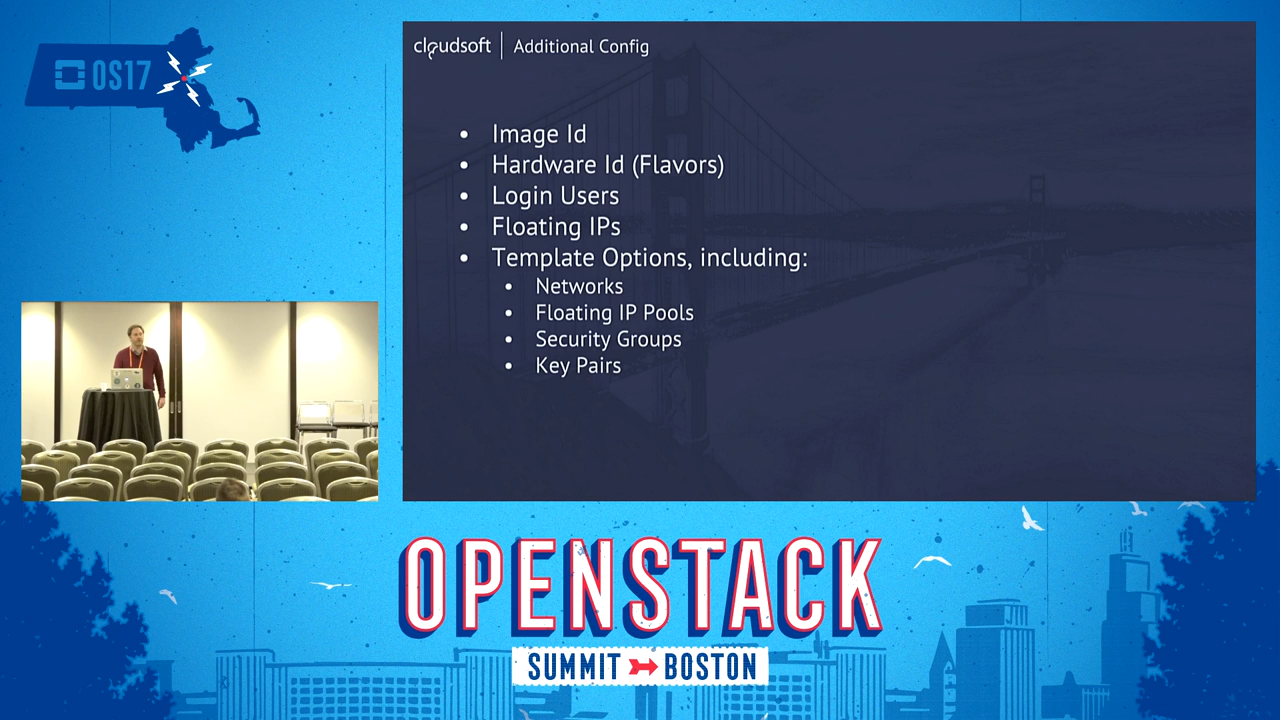 OS17
cloudsoft | Additional Config
• Image Id
• Hardware Id (Flavors)
• Login Users
• Floating IPs
• Template Options, including:
• Networks
• Floating IP Pools
• Security Groups
• Key Pairs
OPENSTACK
SUMMIT BOSTON